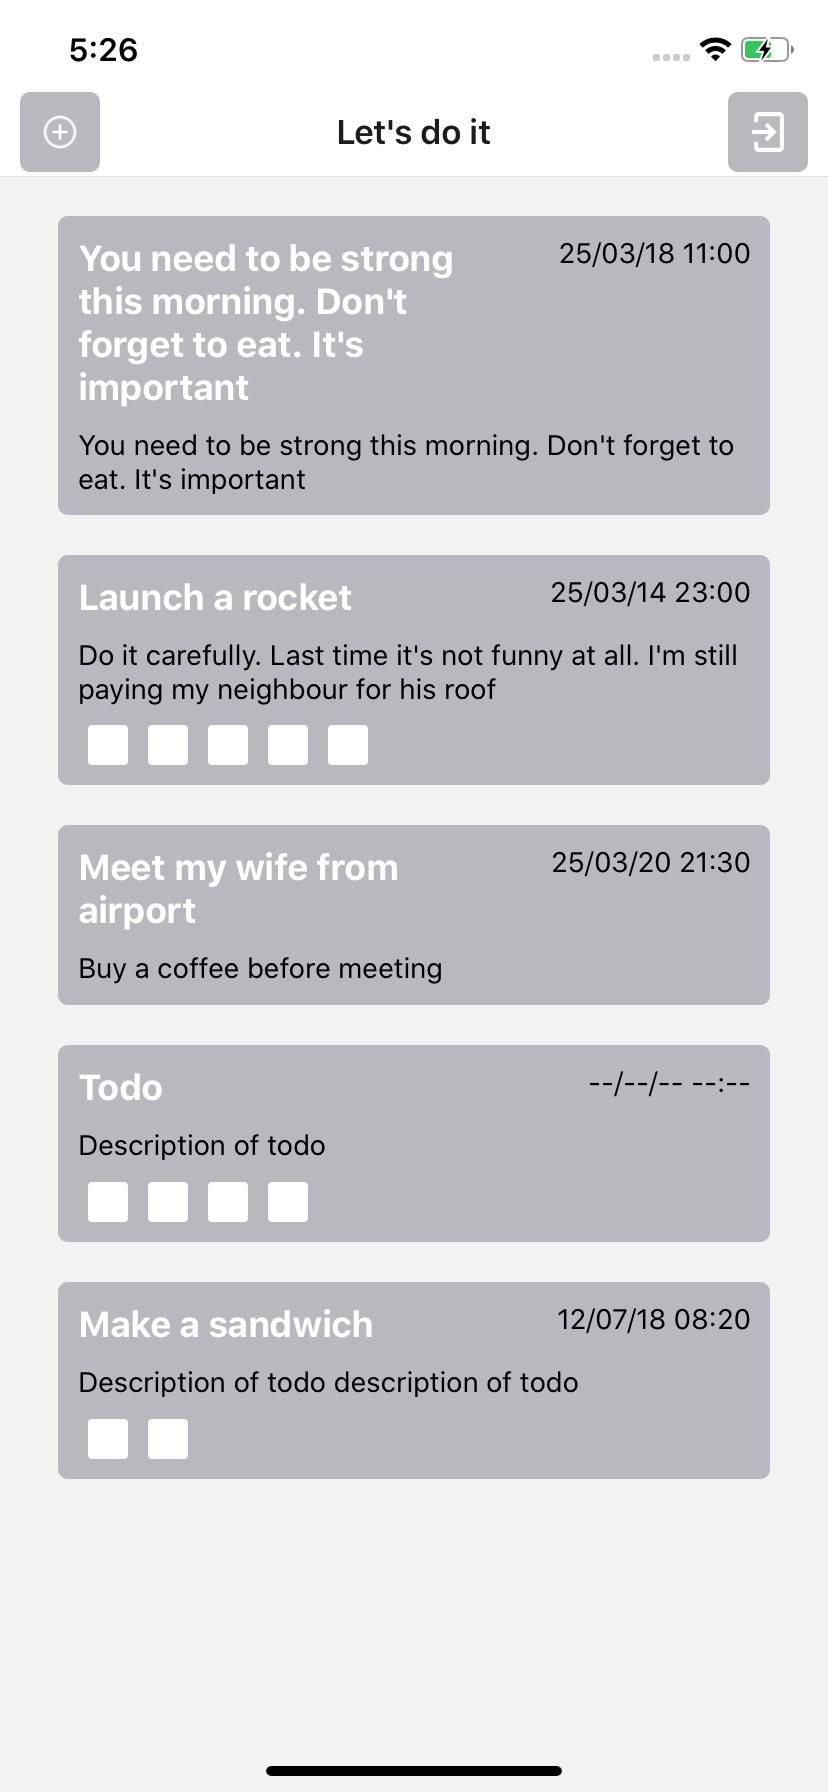 5:26
Let's do it
You need to be strong
this morning. Don't
forget to eat. It's
important
25/03/18 11:00
You need to be strong this morning. Don't forget to
eat. It's important
Launch a rocket
25/03/14 23:00
Do it carefully. Last time it's not funny at all. I'm still
paying my neighbour for his roof
Meet my wife from
airport
25/03/20 21:30
Buy a coffee before meeting
Todo
--/--/-- --:--
Description of todo
Make a sandwich
12/07/18 08:20
Description of todo description of todo